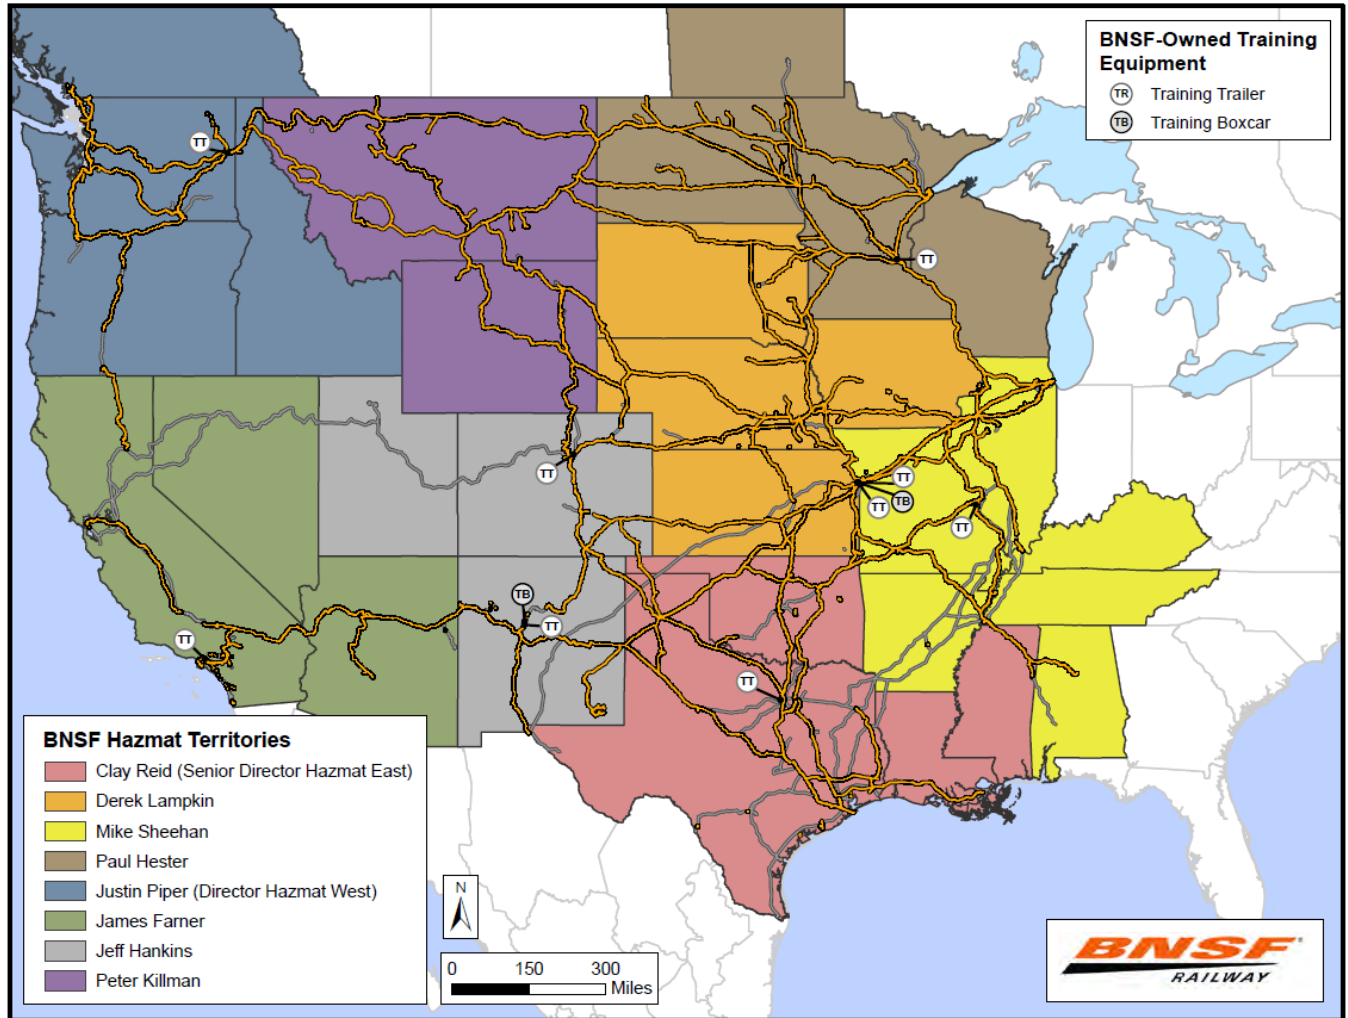 BNSF-Owned Training
Equipment
TR Training Trailer
TB Training Boxcar
TT
TT
TT
TT
TT
TB
TT
TB
TT
TT
TT
TT
BNSF Hazmat Territories
Clay Reid (Senior Director Hazmat East)
Derek Lampkin
Mike Sheehan
Paul Hester
Justin Piper (Director Hazmat West)
James Farner
Jeff Hankins
Peter Killman
N
0 150 300
Miles
BNSF
RAILWAY